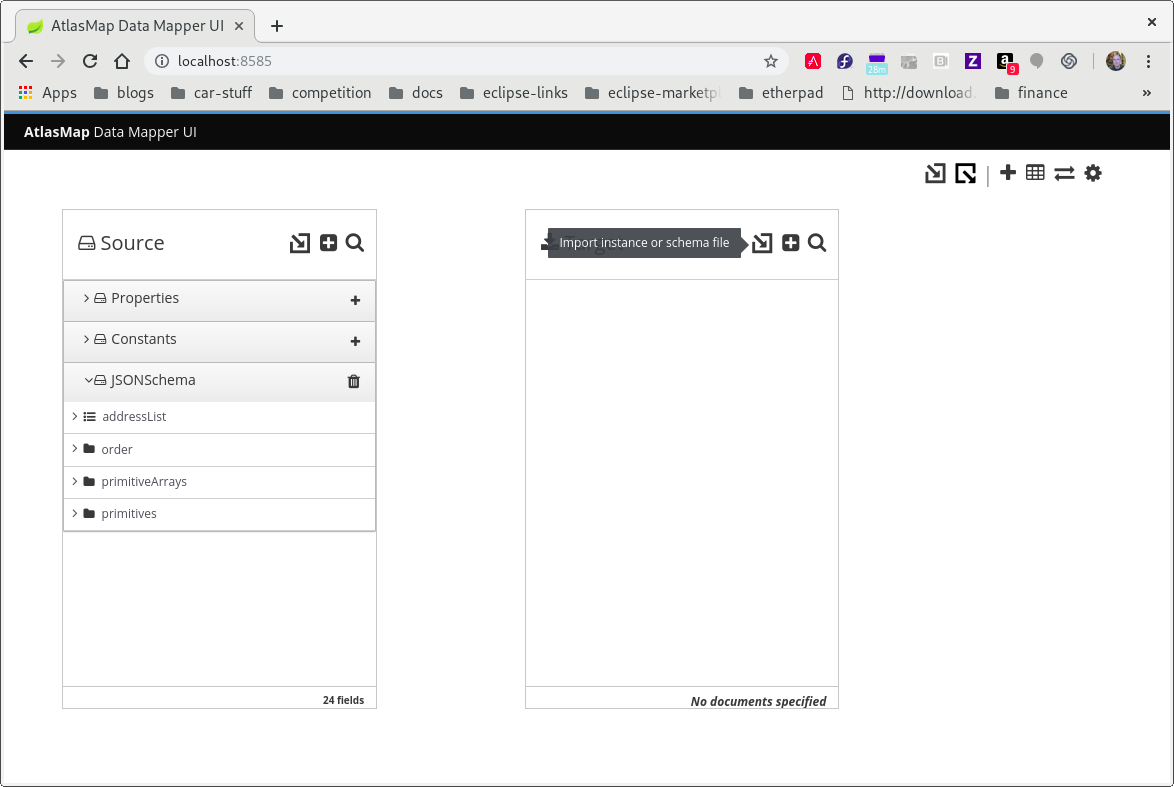 AtlasMap Data Mapper UI
localhost:8585
28m
9
Apps blogs car-stuff competition docs eclipse-links eclipse-marketpl etherpad http://download. finance
AtlasMap Data Mapper UI
Source
Import instance or schema file
Properties
Constants
JSONSchema
addressList
order
primitiveArrays
primitives
24 fields
No documents specified